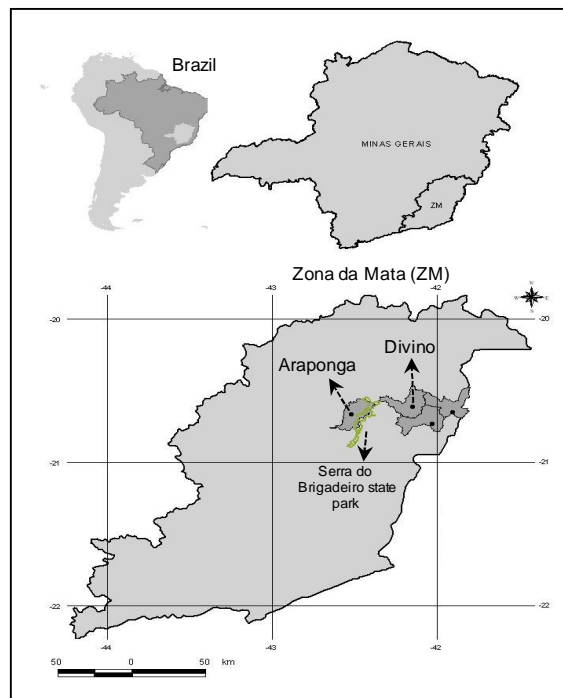 Brazil
MINAS GERAIS
ZM
Zona da Mata (ZM)
-44
-43
-42
N
W
E
S
-20
-20
Divino
Araponga
-21
-21
Serra do
Brigadeiro state
park
-22
-22
-44
-43
-42
50
0
50
km